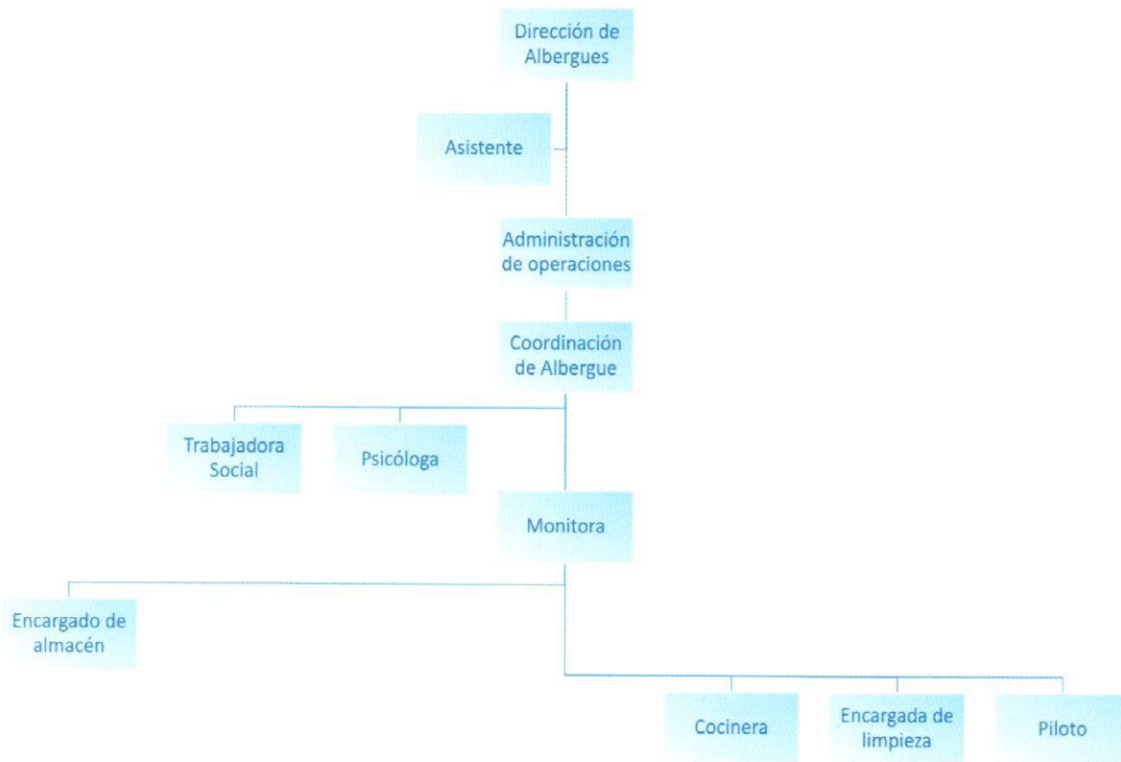 Dirección de
Albergues
Asistente
Administración
de operaciones
Coordinación
de Albergue
Trabajadora
Social
Psicóloga
Monitora
Encargado de
almacén
Cocinera
Encargada de
limpieza
Piloto